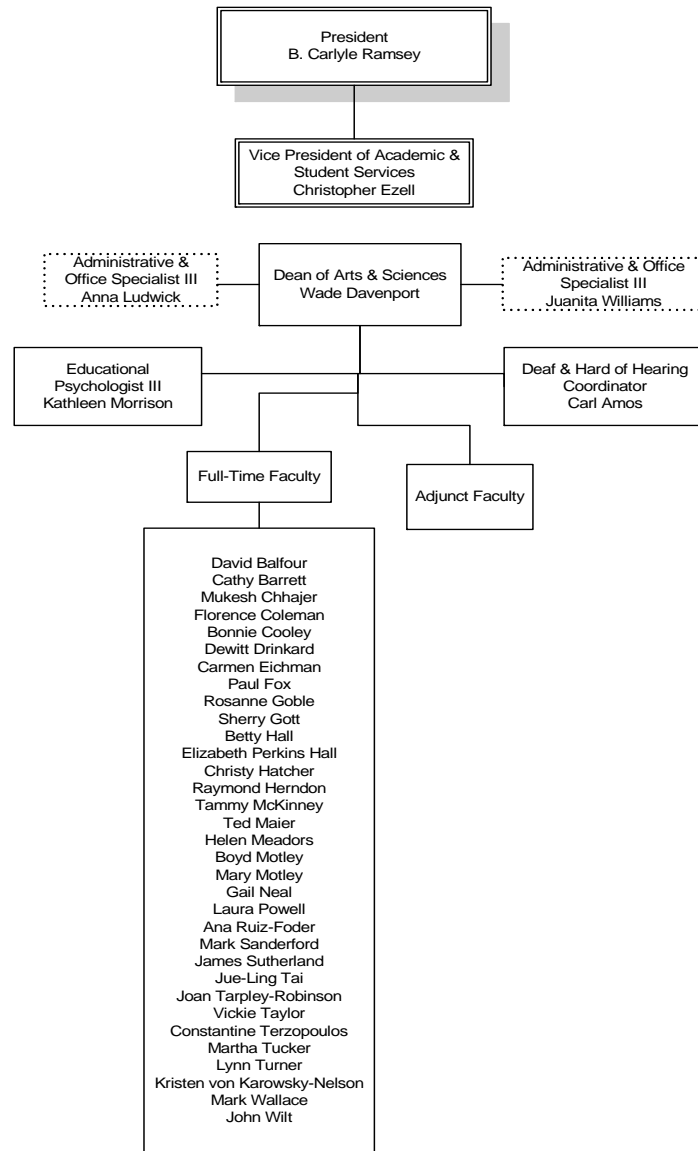 President
B. Carlyle Ramsey
Vice President of Academic &
Student Services
Christopher Ezell
Administrative &
Office Specialist III
Anna Ludwick
Dean of Arts & Sciences
Wade Davenport
Administrative & Office
Specialist III
Juanita Williams
Educational
Psychologist III
Kathleen Morrison
Deaf & Hard of Hearing
Coordinator
Carl Amos
Full-Time Faculty
Adjunct Faculty
David Balfour
Cathy Barrett
Mukesh Chhajer
Florence Coleman
Bonnie Cooley
Dewitt Drinkard
Carmen Eichman
Paul Fox
Rosanne Goble
Sherry Gott
Betty Hall
Elizabeth Perkins Hall
Christy Hatcher
Raymond Herndon
Tammy McKinney
Ted Maier
Helen Meadors
Boyd Motley
Mary Motley
Gail Neal
Laura Powell
Ana Ruiz-Foder
Mark Sanderford
James Sutherland
Jue-Ling Tai
Joan Tarpley-Robinson
Vickie Taylor
Constantine Terzopoulos
Martha Tucker
Lynn Turner
Kristen von Karowsky-Nelson
Mark Wallace
John Wilt